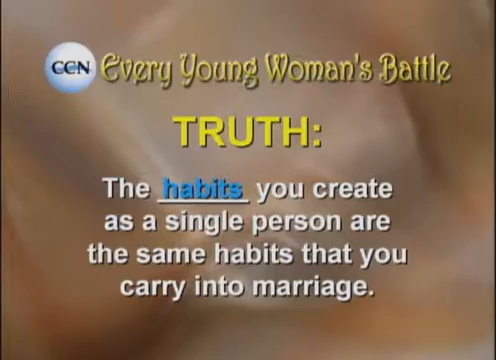 CCN Every Young Woman's Battle
TRUTH:
The habits you create
as a single person are
the same habits that you
carry into marriage.